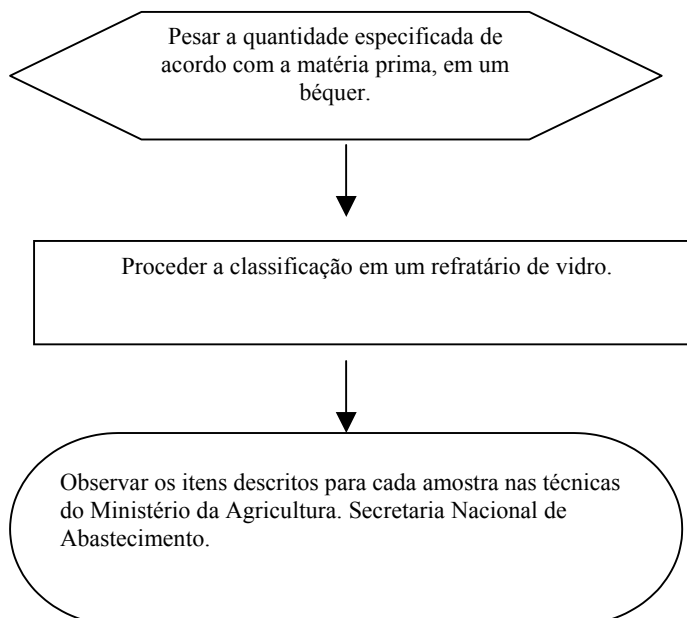 Pesar a quantidade especificada de
acordo com a matéria prima, em um
béquer.
Proceder a classificação em um refratário de vidro.
Observar os itens descritos para cada amostra nas técnicas
do Ministério da Agricultura. Secretaria Nacional de
Abastecimento.